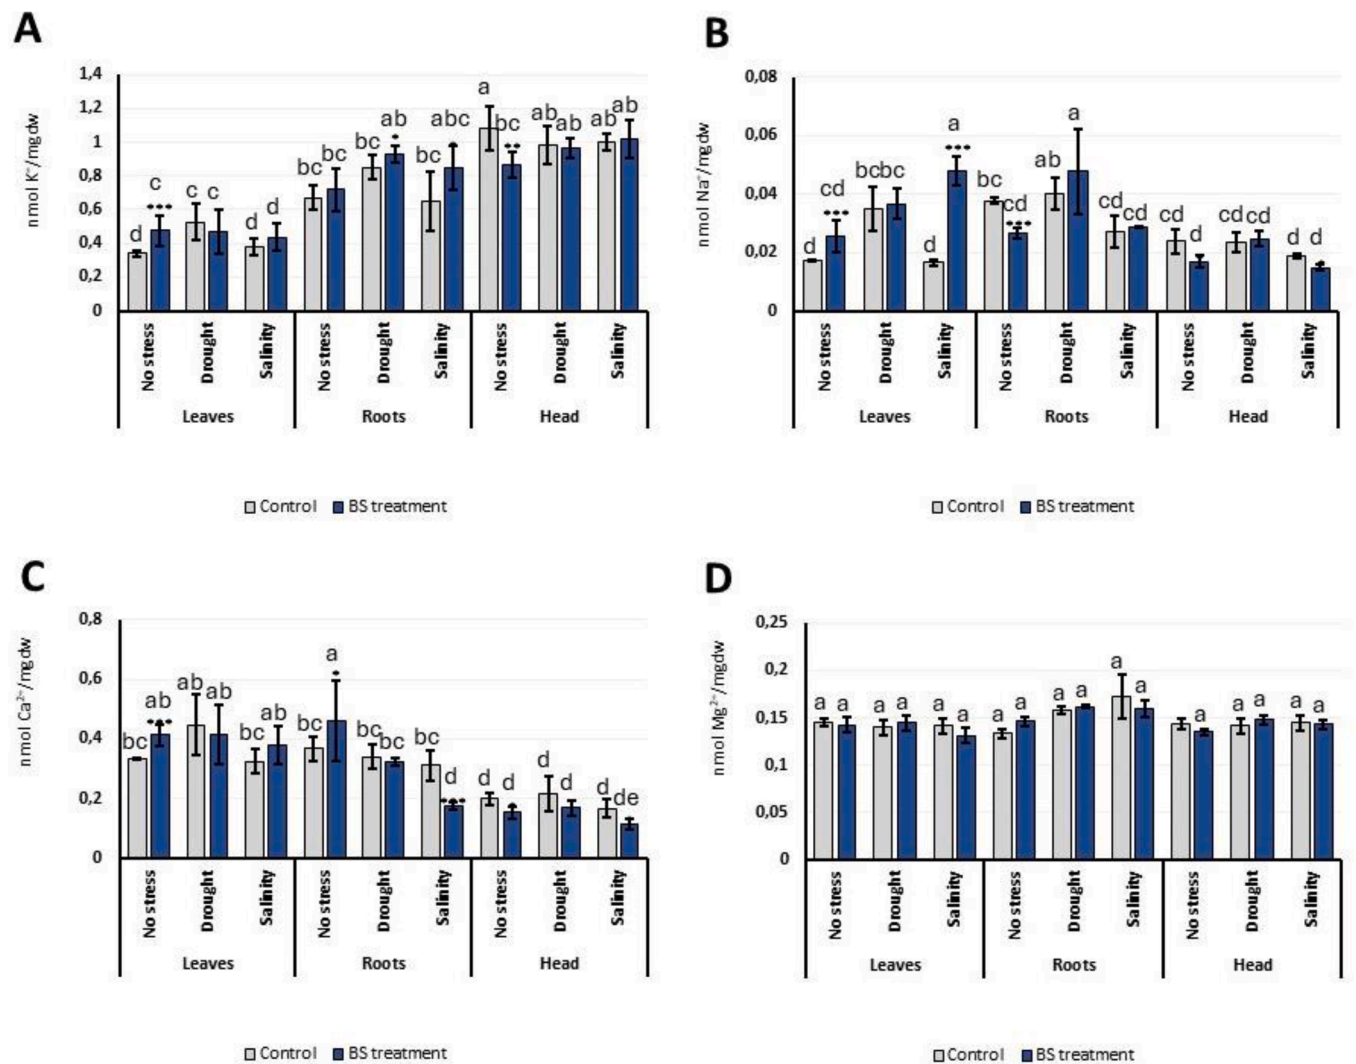 A
nmol K⁺/mgdw
1,4
1,2
1
0,8
0,6
0,4
0,2
0
d c c c d d bc bc bc ab bc abc a bc ab ab ab ab
*** * * **
No stress Drought Salinity No stress Drought Salinity No stress Drought Salinity
Leaves Roots Head
Control BS treatment
B
nmol Na⁺/mgdw
0,08
0,06
0,04
0,02
0
d cd bc bc d a bc cd ab a cd cd cd d cd cd d d
*** *** *** *
No stress Drought Salinity No stress Drought Salinity No stress Drought Salinity
Leaves Roots Head
Control BS treatment
C
nmol Ca²⁺/mgdw
0,8
0,6
0,4
0,2
0
bc ab ab ab bc ab bc a bc bc bc d d d d d d de
*** * *** * *
No stress Drought Salinity No stress Drought Salinity No stress Drought Salinity
Leaves Roots Head
Control BS treatment
D
nmol Mg²⁺/mgdw
0,25
0,2
0,15
0,1
0,05
0
a a a a a a a a a a a a a a a a a a
No stress Drought Salinity No stress Drought Salinity No stress Drought Salinity
Leaves Roots Head
Control BS treatment